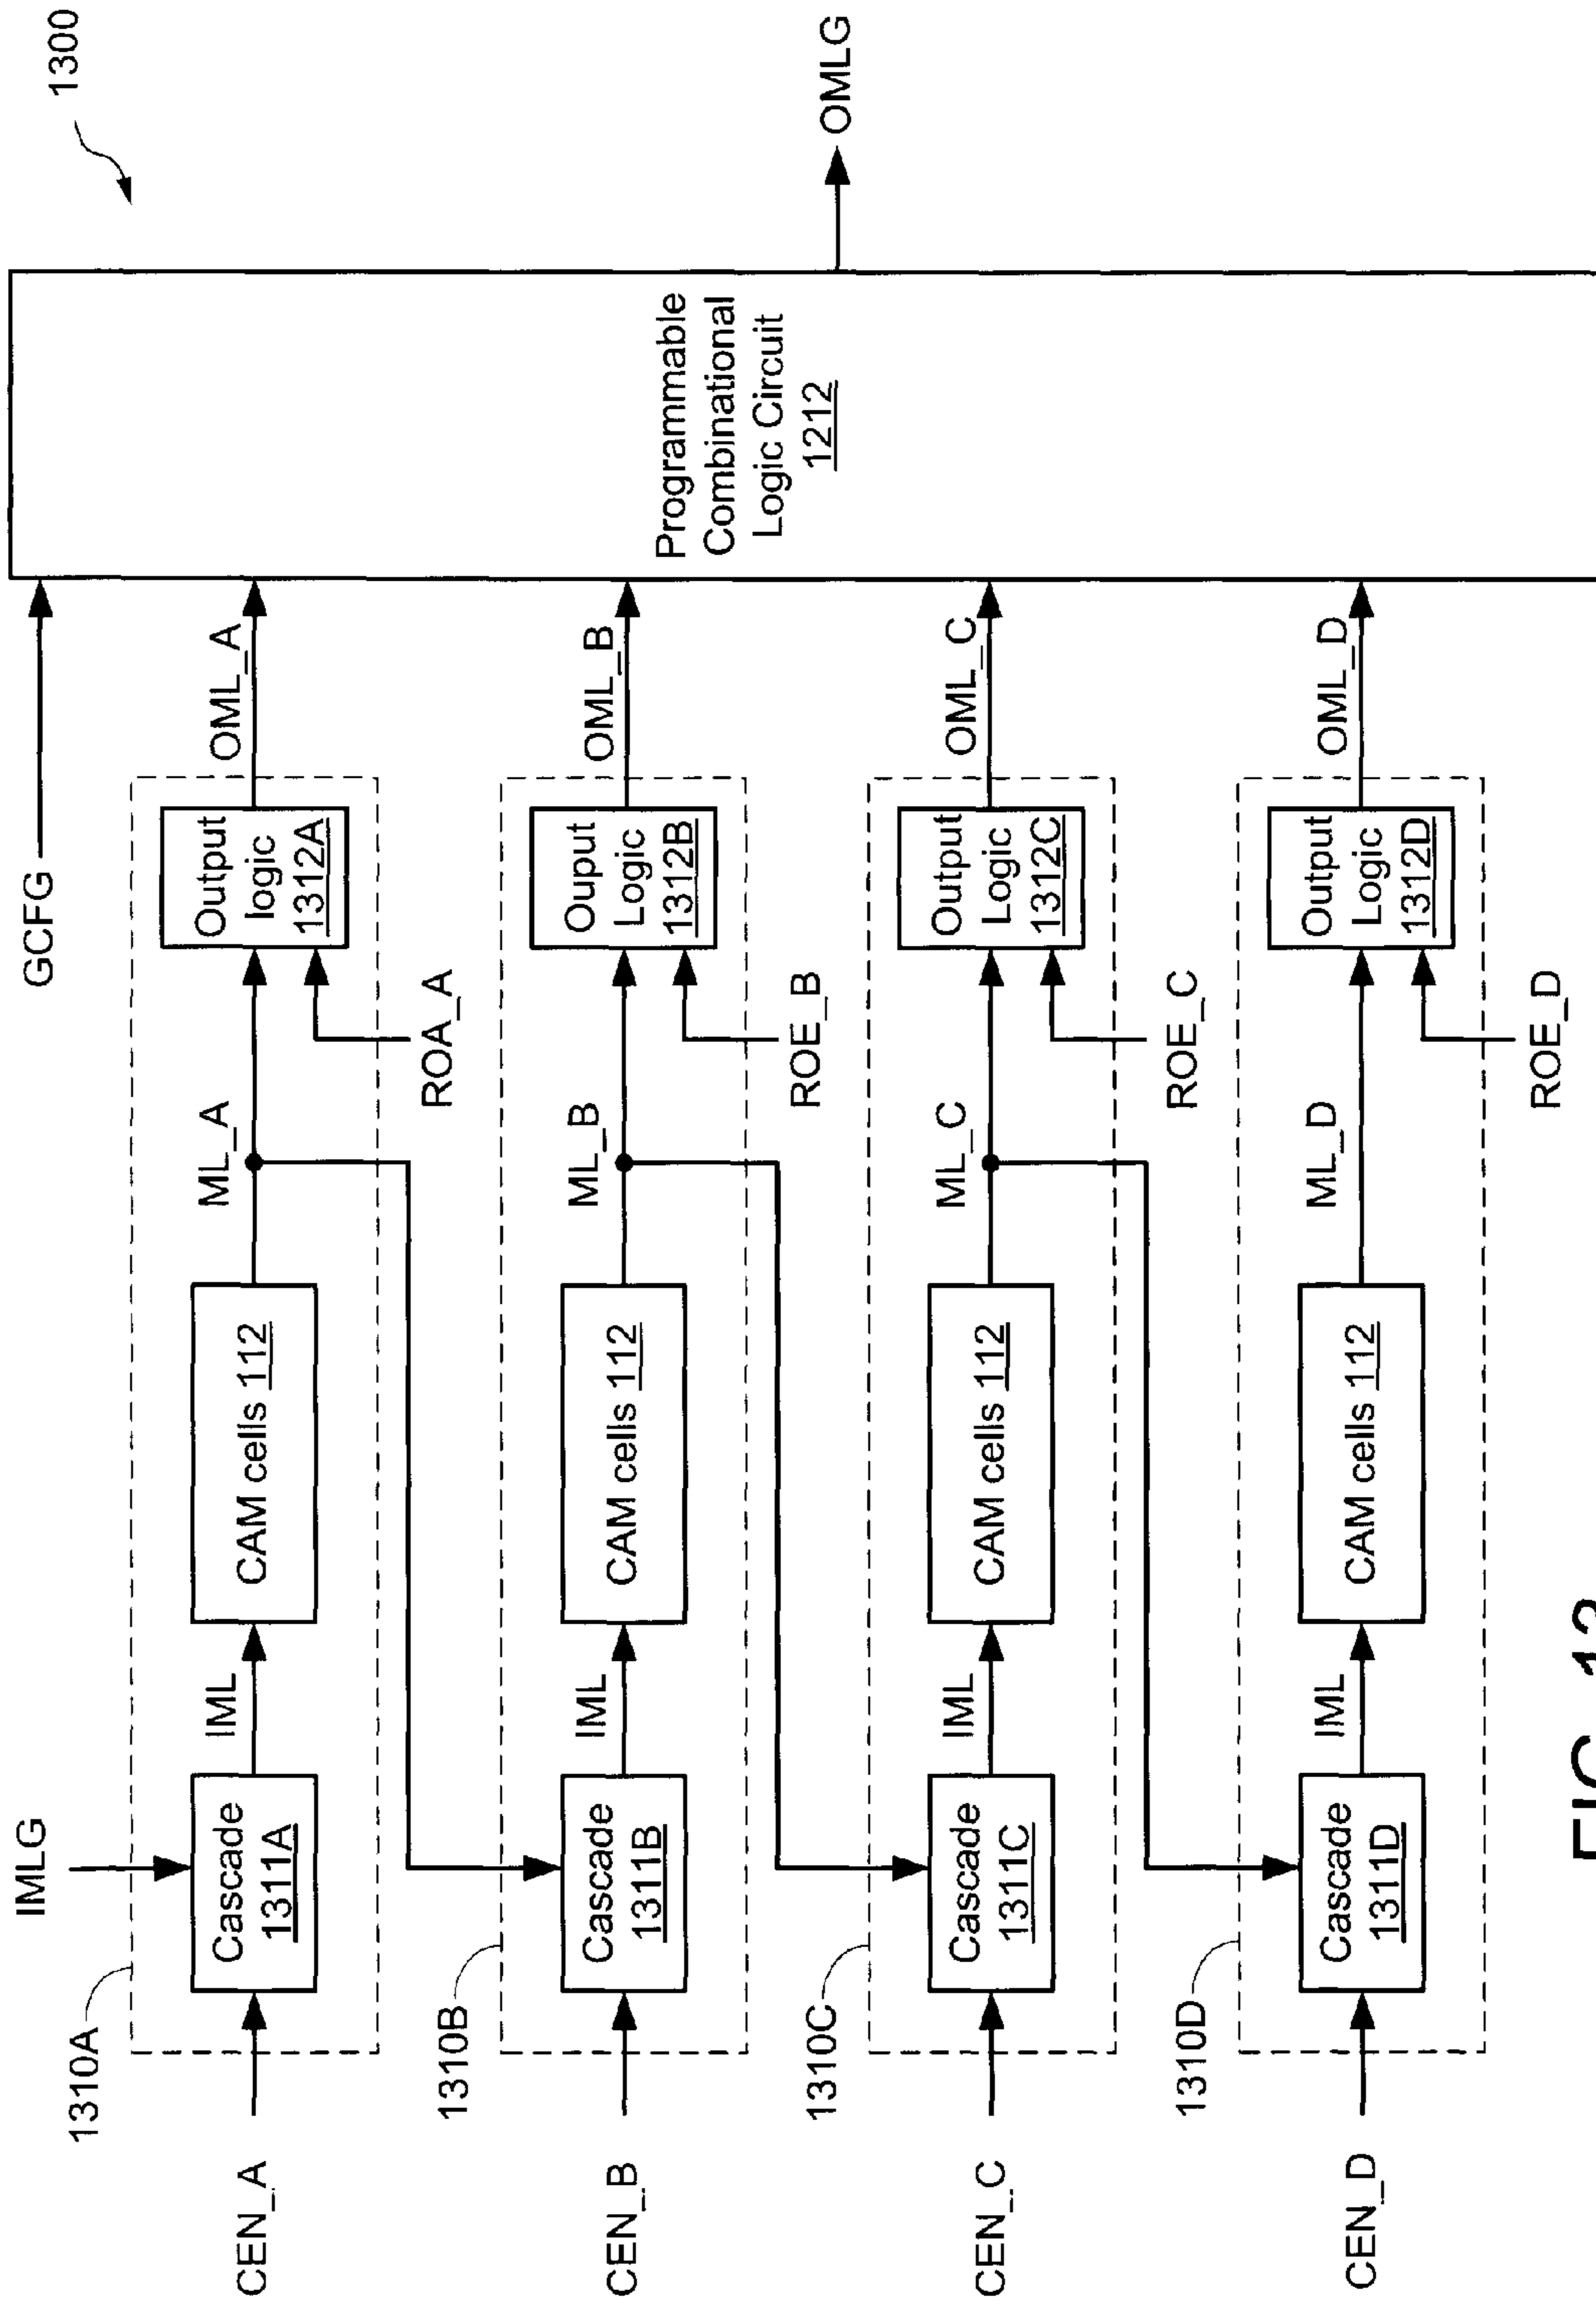 1300
GCFG
IMLG
1310A
CEN_A
Cascade
1311A
IML
CAM cells 112
ML_A
ROA_A
Output
logic
1312A
OML_A
1310B
CEN_B
Cascade
1311B
IML
CAM cells 112
ML_B
ROE_B
Ouput
Logic
1312B
OML_B
1310C
CEN_C
Cascade
1311C
IML
CAM cells 112
ML_C
ROE_C
Output
Logic
1312C
OML_C
1310D
CEN_D
Cascade
1311D
IML
CAM cells 112
ML_D
ROE_D
Output
Logic
1312D
OML_D
Programmable
Combinational
Logic Circuit
1212
OMLG
FIG. 13